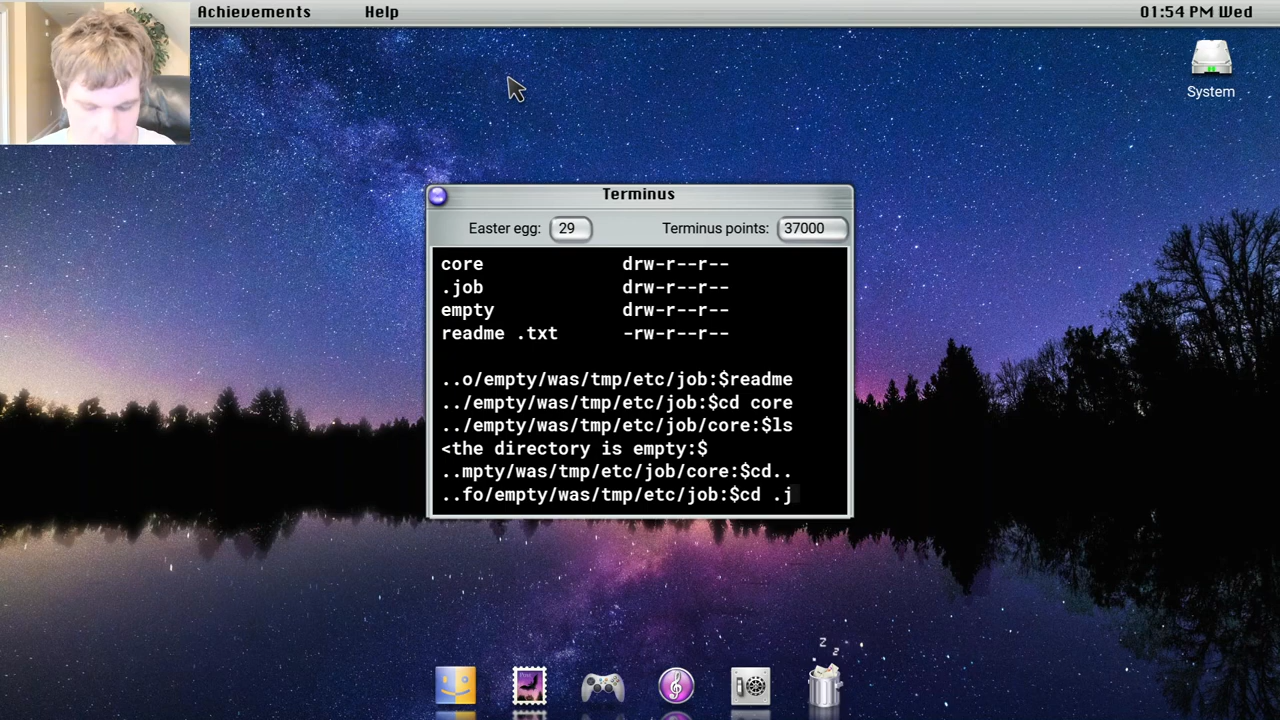 Achievements Help 01:54 PM Wed
System
Terminus
Easter egg: 29 Terminus points: 37000
core drw-r--r--
.job drw-r--r--
empty drw-r--r--
readme .txt -rw-r--r--
..o/empty/was/tmp/etc/job:$readme
../empty/was/tmp/etc/job:$cd core
../empty/was/tmp/etc/job/core:$ls
<the directory is empty:$
..mpty/was/tmp/etc/job/core:$cd..
..fo/empty/was/tmp/etc/job:$cd .j
z
z